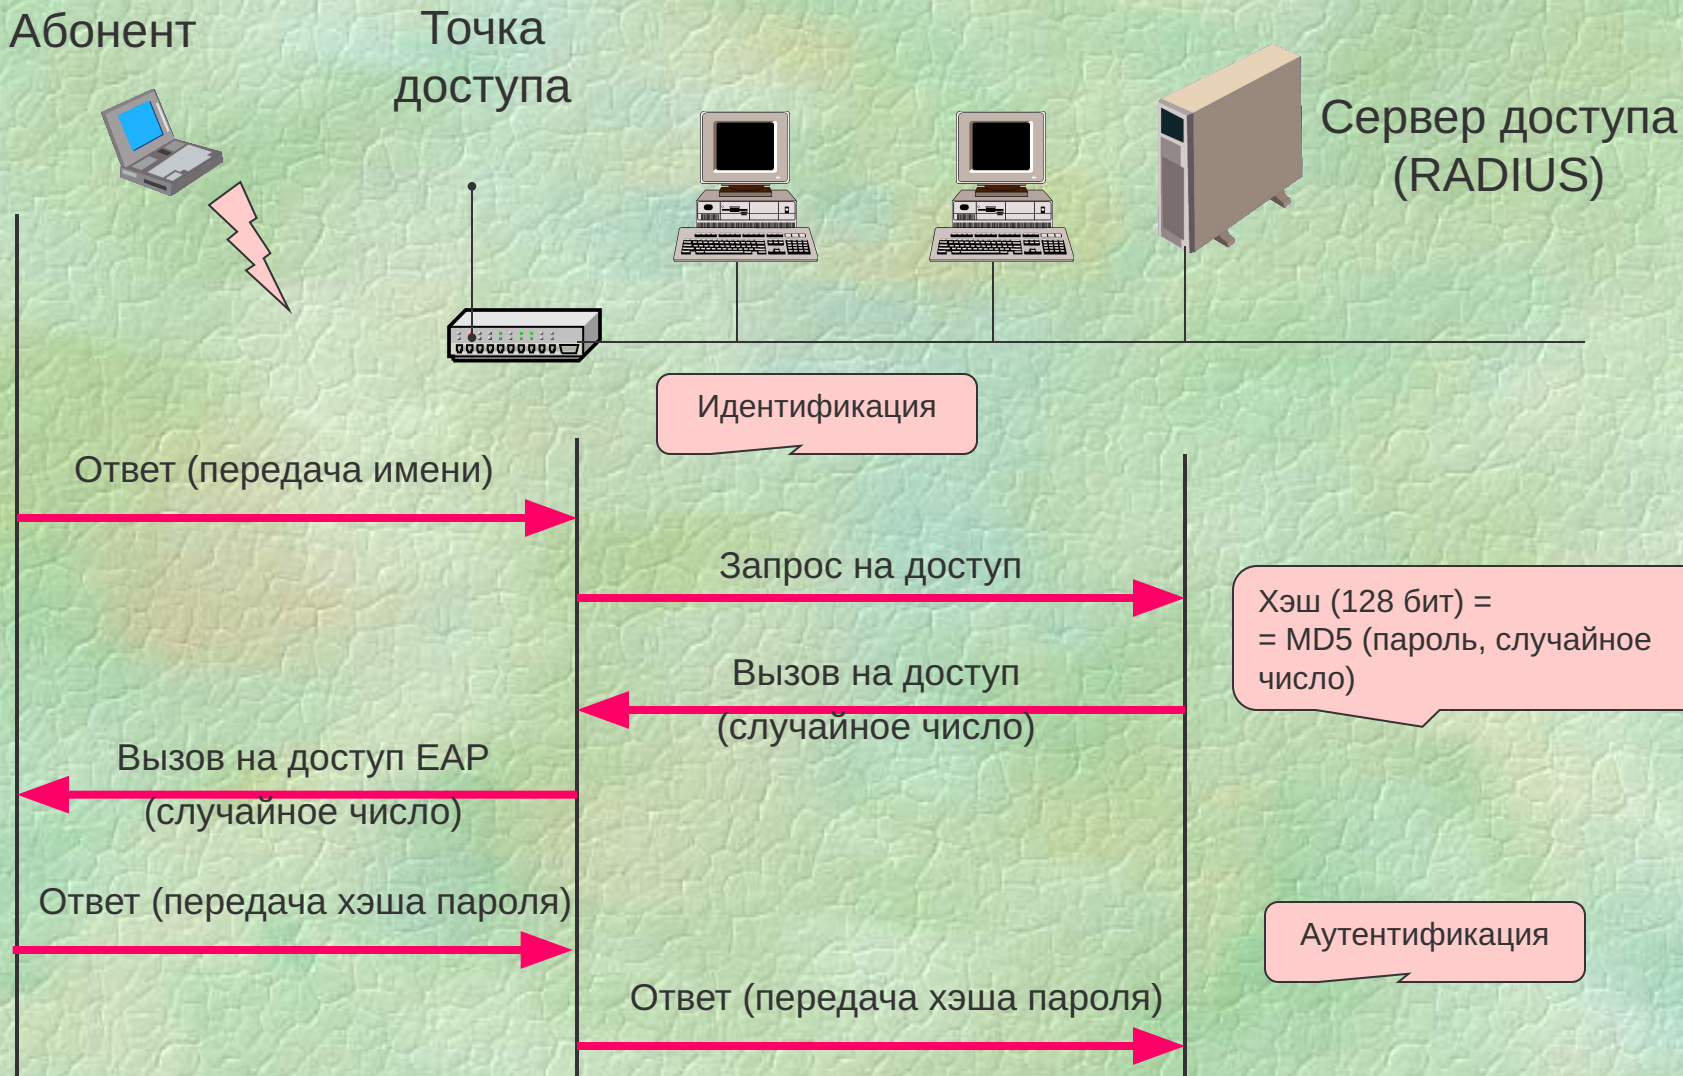 Абонент
Точка
доступа
Сервер доступа
(RADIUS)
Идентификация
Ответ (передача имени)
Запрос на доступ
Хэш (128 бит) =
= MD5 (пароль, случайное
число)
Вызов на доступ
(случайное число)
Вызов на доступ EAP
(случайное число)
Ответ (передача хэша пароля)
Аутентификация
Ответ (передача хэша пароля)